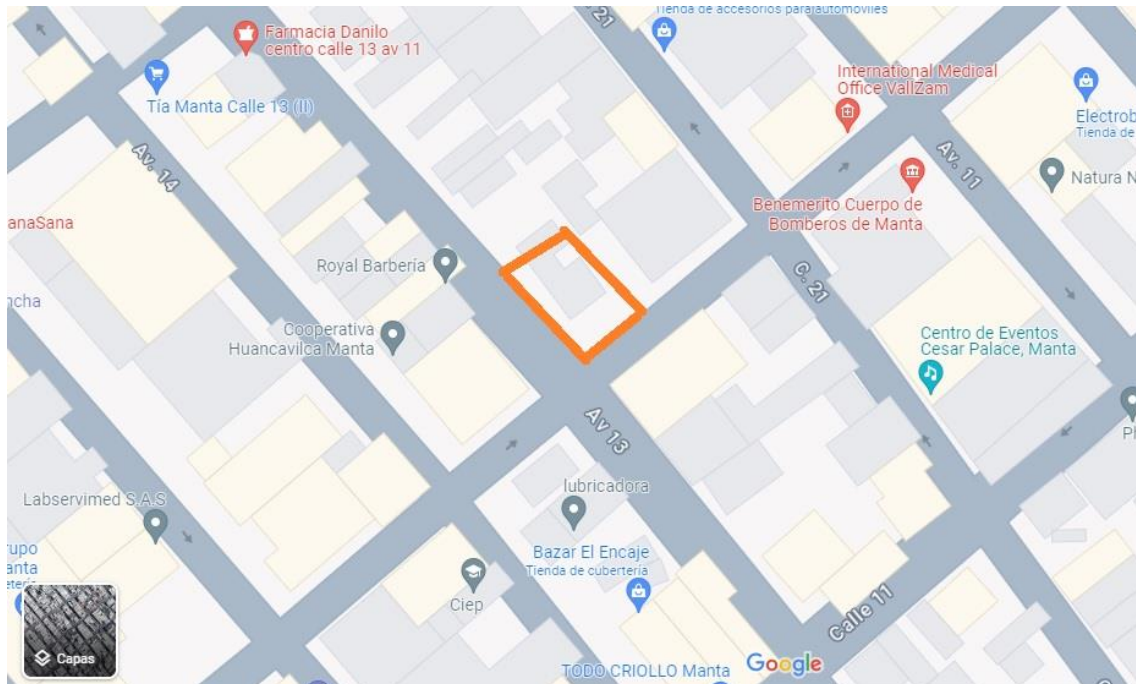 21
Tienda de accesorios para automóviles
Farmacia Danilo
centro calle 13 av 11
Tía Manta Calle 13 (II)
International Medical
Office VallZam
Electrob
Tienda de
Av. 14
Av. 11
Natura N
Benemerito Cuerpo de
Bomberos de Manta
anaSana
Royal Barbería
C. 21
ncha
Cooperativa
Huancavilca Manta
Centro de Eventos
Cesar Palace, Manta
Av 13
Ph
lubricadora
Labservimed S.A.S
Bazar El Encaje
Tienda de cubertería
rupo
anta
Ciep
Calle 11
Capas
TODO CRIOLLO Manta
Google